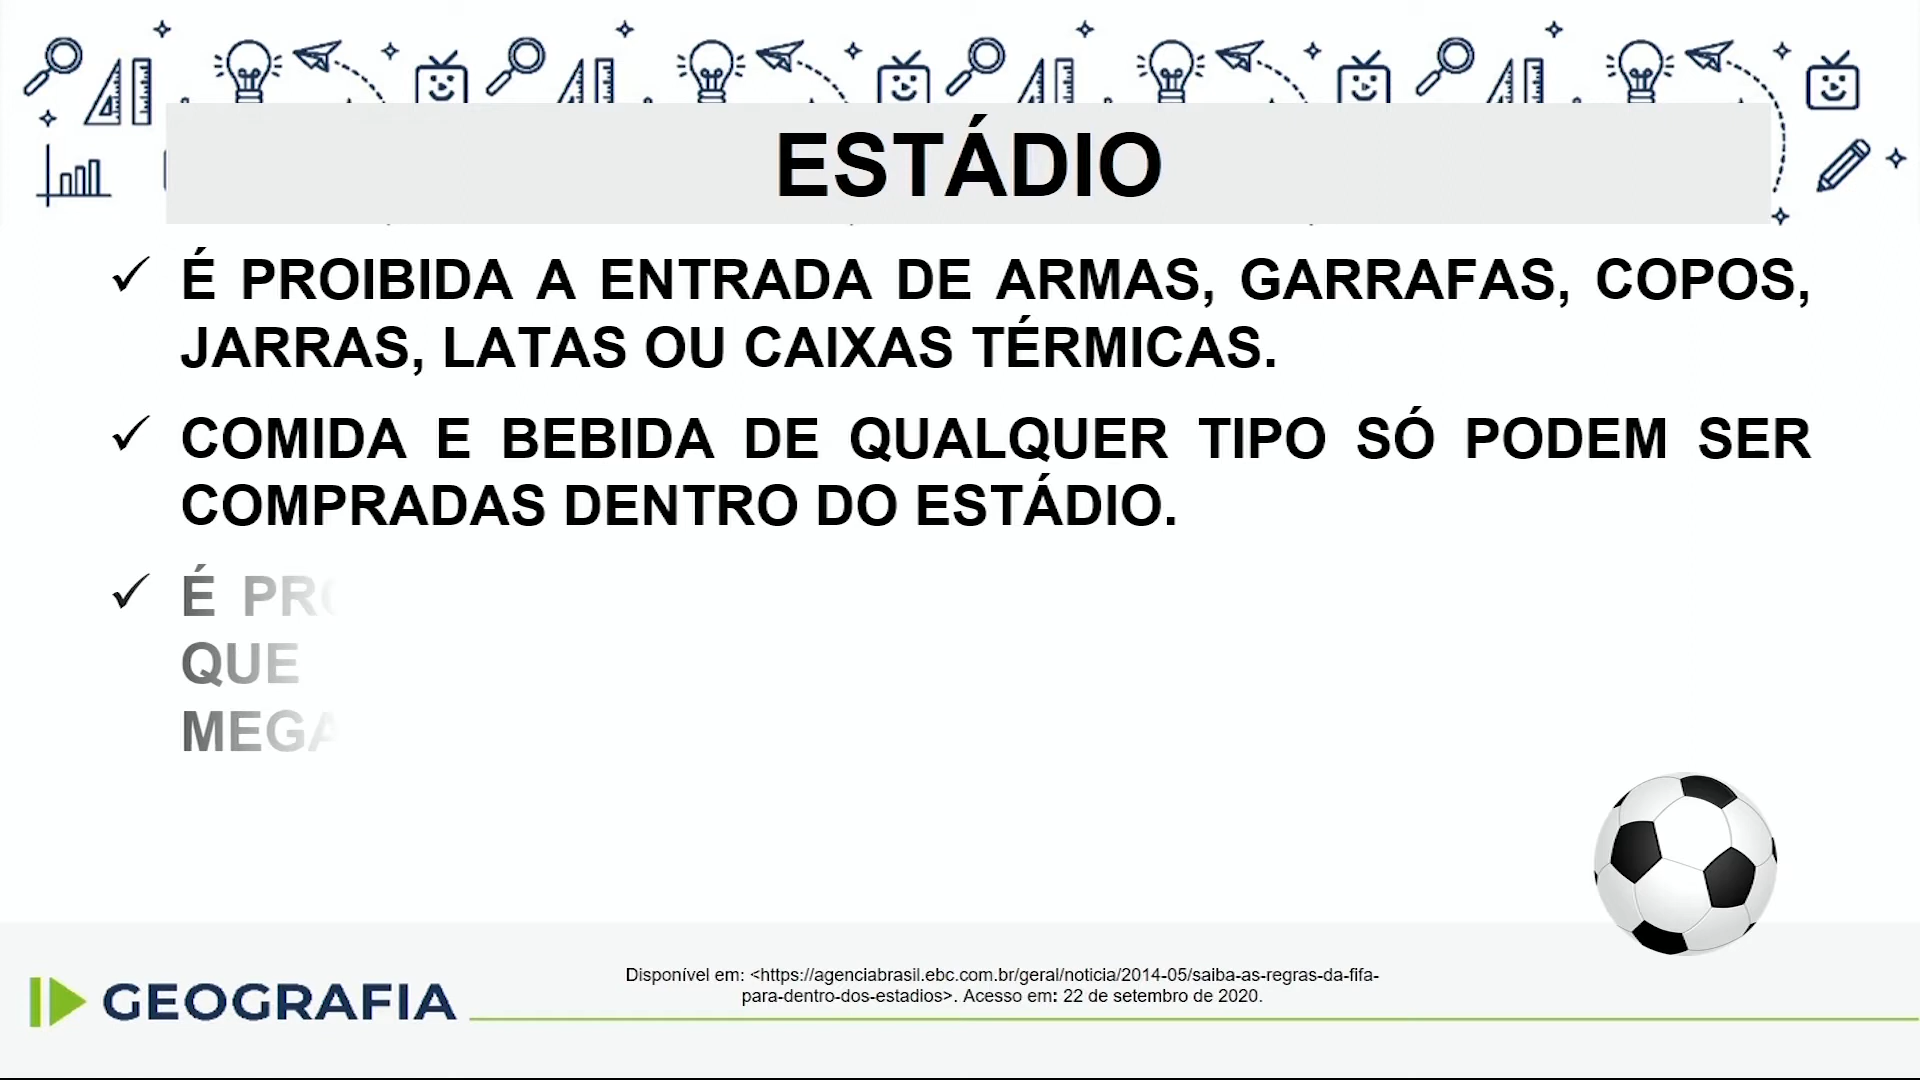 ESTÁDIO
✓ É PROIBIDA A ENTRADA DE ARMAS, GARRAFAS, COPOS,
JARRAS, LATAS OU CAIXAS TÉRMICAS.
✓ COMIDA E BEBIDA DE QUALQUER TIPO SÓ PODEM SER
COMPRADAS DENTRO DO ESTÁDIO.
✓ É
QUE
Disponível em: <https://agenciabrasil.ebc.com.br/geral/noticia/2014-05/saiba-as-regras-da-fifa-
para-dentro-dos-estadios>. Acesso em: 22 de setembro de 2020.
GEOGRAFIA